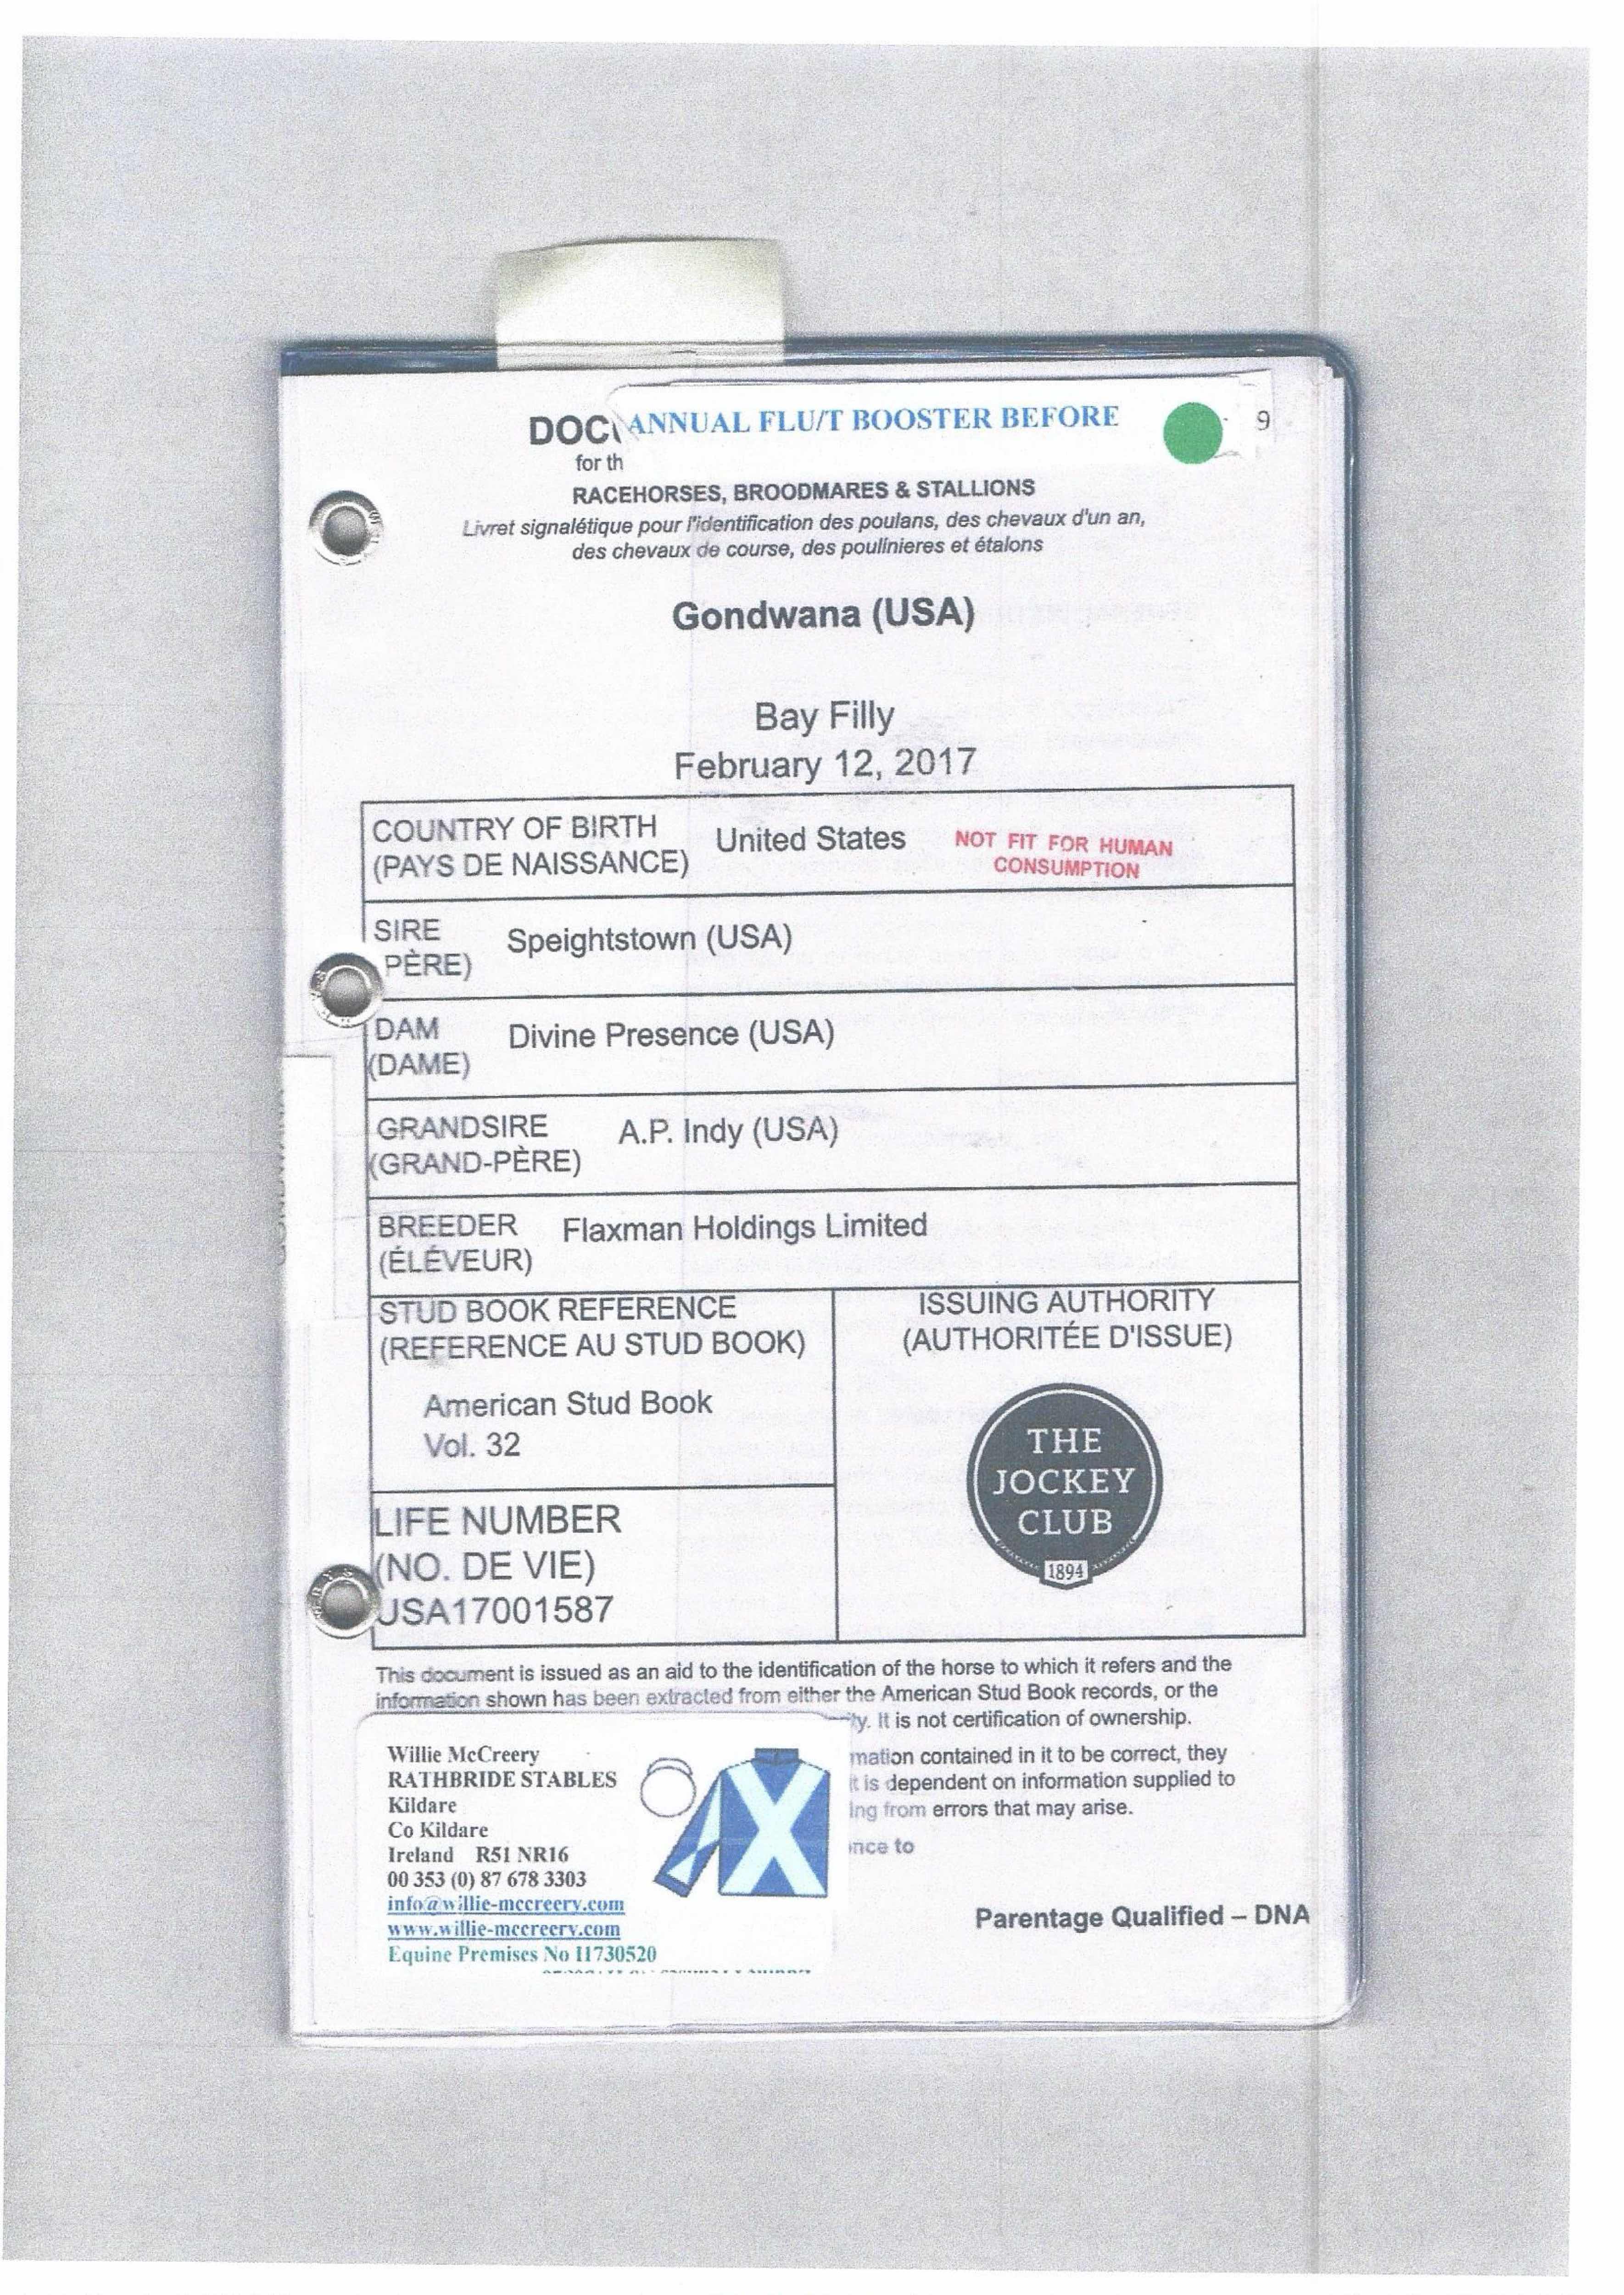 ANNUAL FLU/T BOOSTER BEFORE
9
for th
RACEHORSES, BROODMARES & STALLIONS
Livret signalétique pour l'identification des poulans, des chevaux d'un an,
des chevaux de course, des poulinieres et étalons
Gondwana (USA)
Bay Filly
February 12, 2017
COUNTRY OF BIRTH
(PAYS DE NAISSANCE)
United States
NOT FIT FOR HUMAN
CONSUMPTION
SIRE
PÈRE)
Speightstown (USA)
DAM
(DAME)
Divine Presence (USA)
GRANDSIRE
(GRAND-PÈRE)
A.P. Indy (USA)
BREEDER
(ÉLÉVEUR)
Flaxman Holdings Limited
STUD BOOK REFERENCE
(REFERENCE AU STUD BOOK)
American Stud Book
Vol. 32
ISSUING AUTHORITY
(AUTHORITÉE D'ISSUE)
THE
JOCKEY
CLUB
1894
LIFE NUMBER
(NO. DE VIE)
USA17001587
This document is issued as an aid to the identification of the horse to which it refers and the
information shown has been extracted from either the American Stud Book records, or the
It is not certification of ownership.
mation contained in it to be correct, they
it is dependent on information supplied to
ing from errors that may arise.
nce to
Willie McCreery
RATHBRIDE STABLES
Kildare
Co Kildare
Ireland R51 NR16
00 353 (0) 87 678 3303
info@willie-mccreery.com
www.willie-mccreery.com
Equine Premises No I1730520
Parentage Qualified – DNA